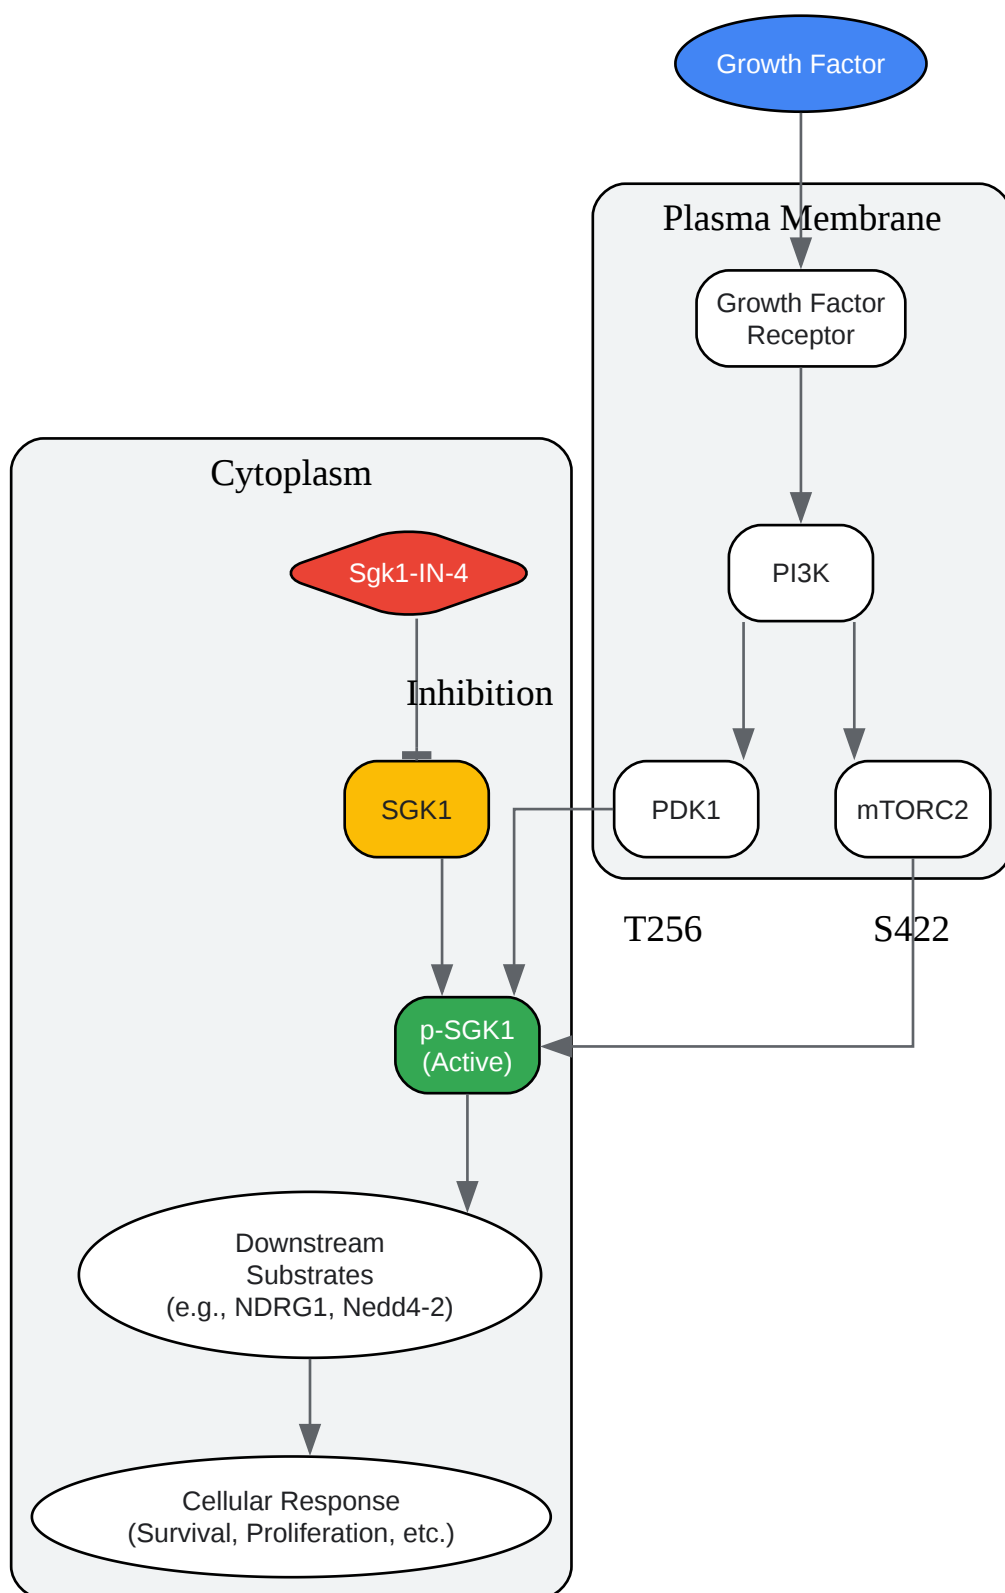 Growth Factor
Plasma Membrane
Growth Factor
Receptor
Cytoplasm
Sgk1-IN-4
PI3K
Inhibition
SGK1
PDK1
mTORC2
T256
S422
p-SGK1
(Active)
Downstream
Substrates
(e.g., NDRG1, Nedd4-2)
Cellular Response
(Survival, Proliferation, etc.)